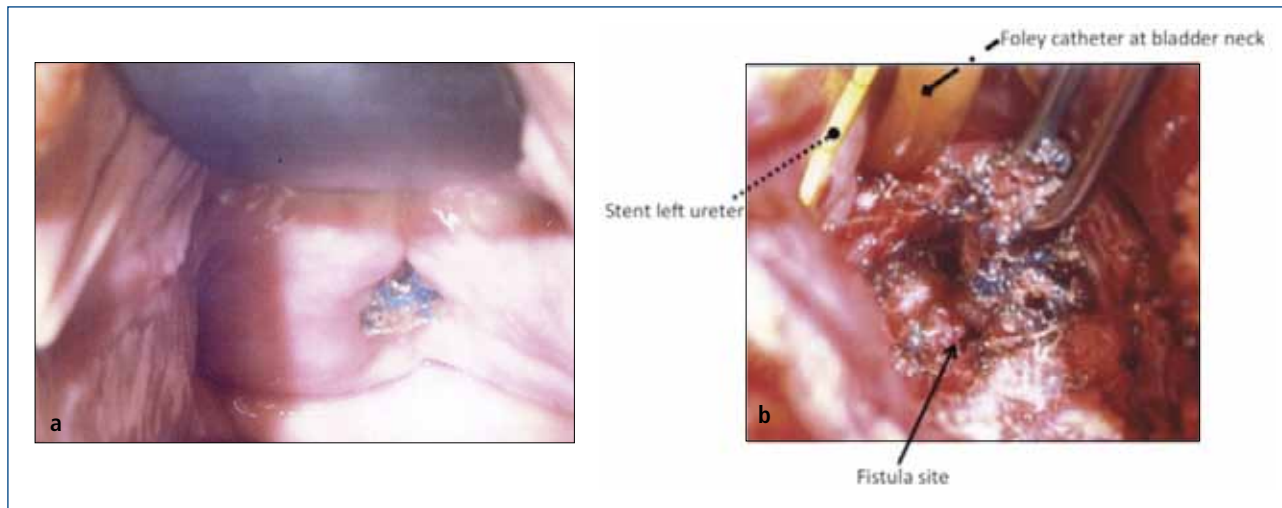 Foley catheter at bladder neck
Stent left ureter
a
b
Fistula site